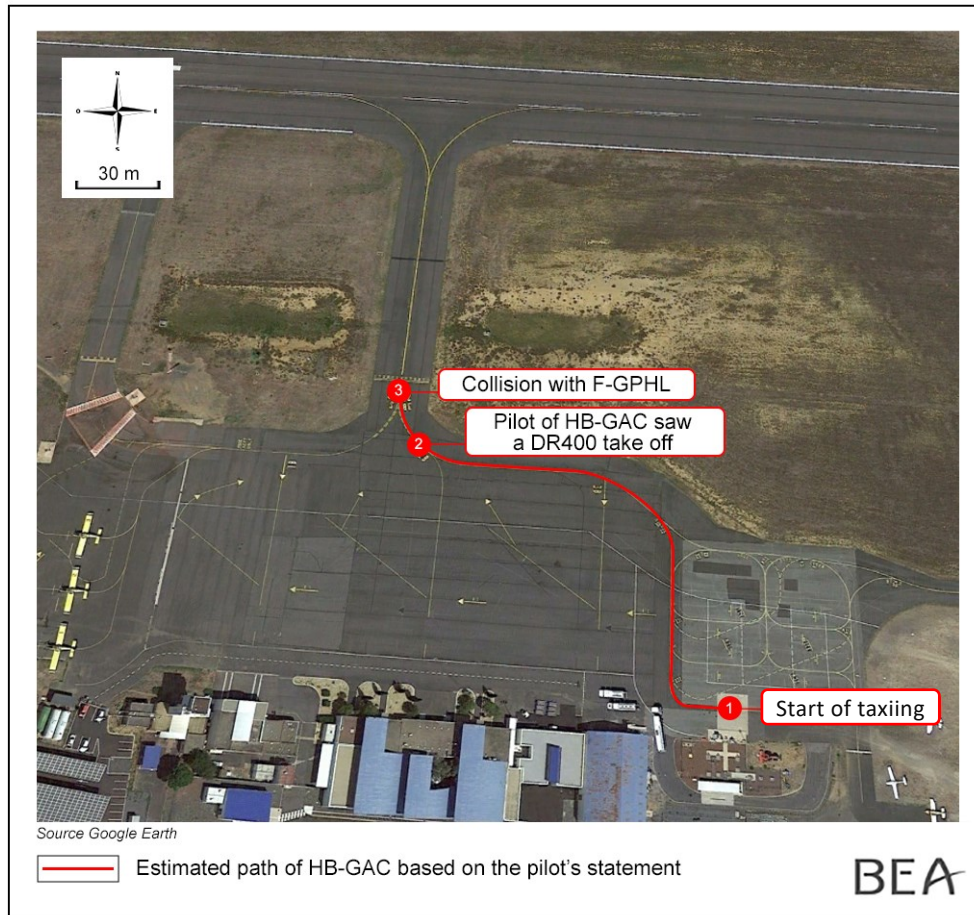 N
O
E
S
30 m
3
Collision with F-GPHL
2
Pilot of HB-GAC saw
a DR400 take off
1
Start of taxiing
Source Google Earth
Estimated path of HB-GAC based on the pilot's statement
BEA